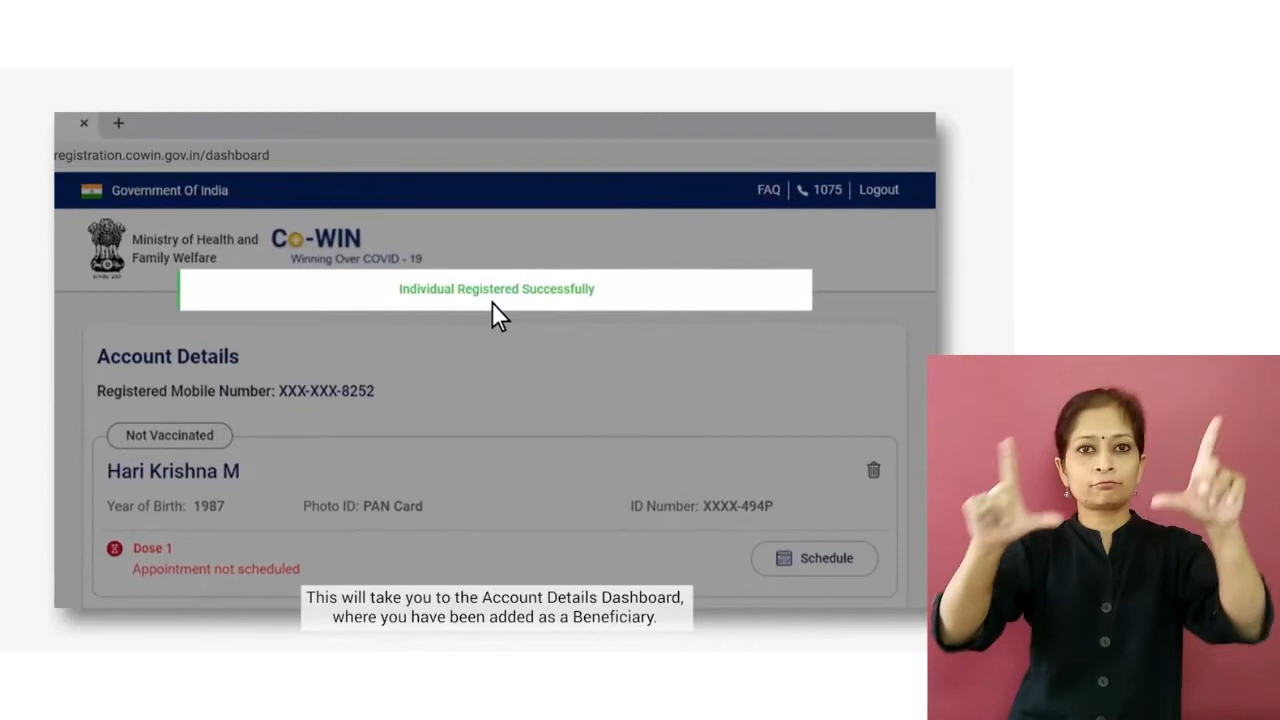 registration.cowin.gov.in/dashboard
Government Of India
FAQ
1075
Logout
Ministry of Health and
Family Welfare
Co-WIN
Winning Over COVID - 19
Individual Registered Successfully
Account Details
Registered Mobile Number: XXX-XXX-8252
Not Vaccinated
Hari Krishna M
Year of Birth: 1987
Photo ID: PAN Card
ID Number: XXXX-494P
Dose 1
Appointment not scheduled
Schedule
This will take you to the Account Details Dashboard,
where you have been added as a Beneficiary.